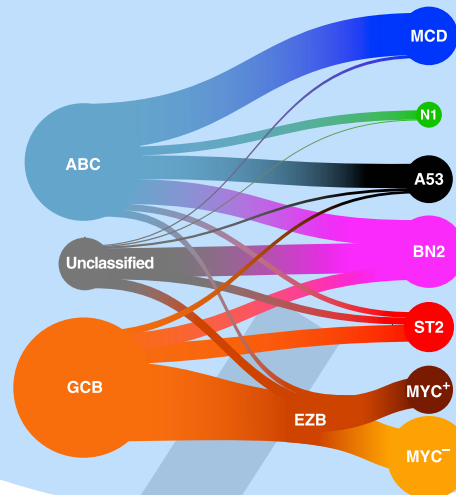 MCD
N1
ABC
A53
BN2
Unclassified
ST2
GCB
MYC⁺
EZB
MYC⁻